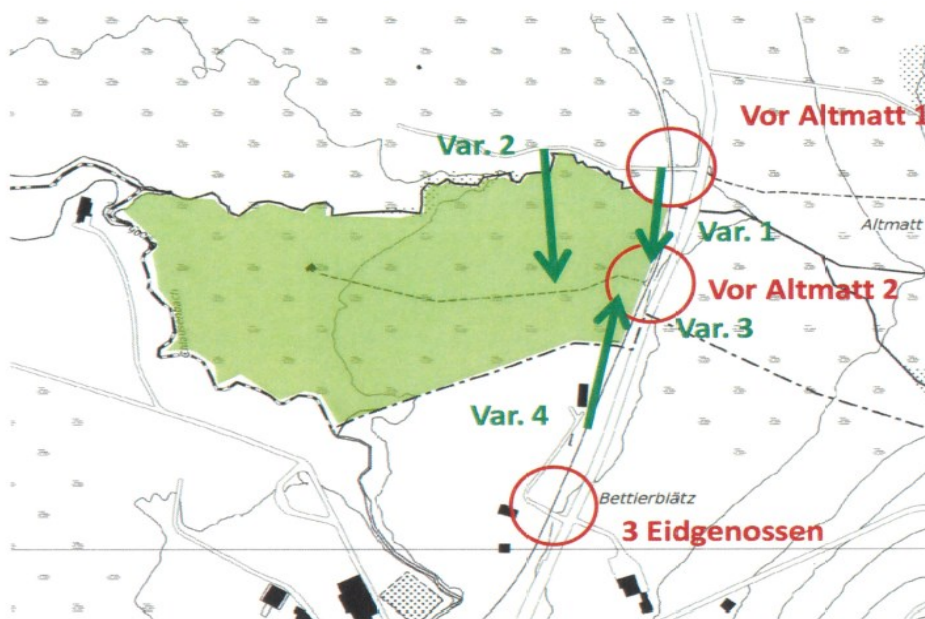 Vor Altmatt 1
Var. 2
Var. 1
Altmatt
Vor Altmatt 2
Var. 3
Var. 4
Bettierblätz
3 Eidgenossen